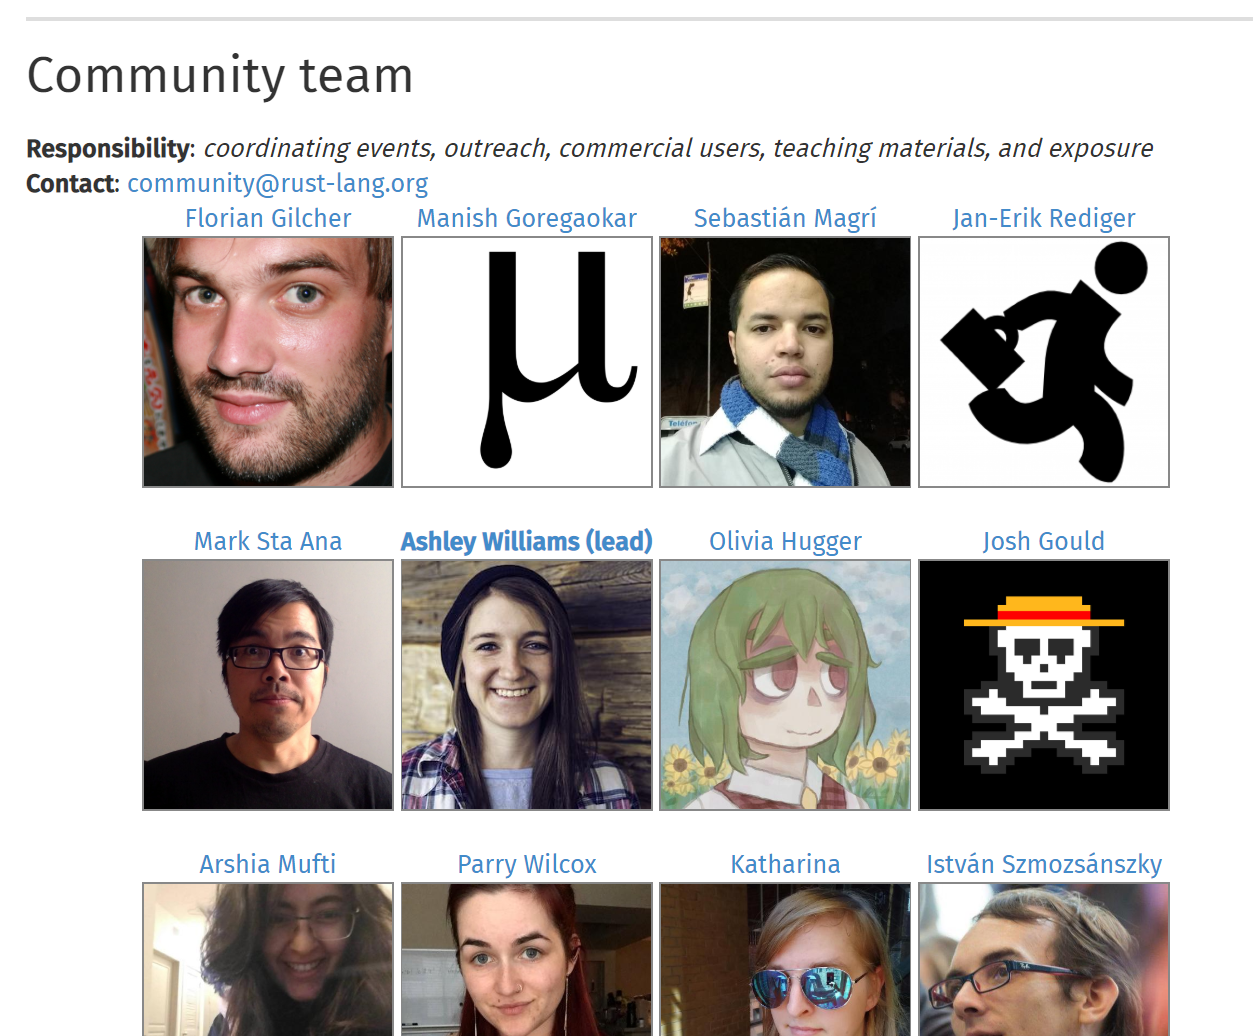 Community team
Responsibility: coordinating events, outreach, commercial users, teaching materials, and exposure
Contact: community@rust-lang.org
Florian Gilcher Manish Goregaokar Sebastián Magrí Jan-Erik Rediger
μ
Teléfon
Mark Sta Ana Ashley Williams (lead) Olivia Hugger Josh Gould
Arshia Mufti Parry Wilcox Katharina István Szmozsánszky